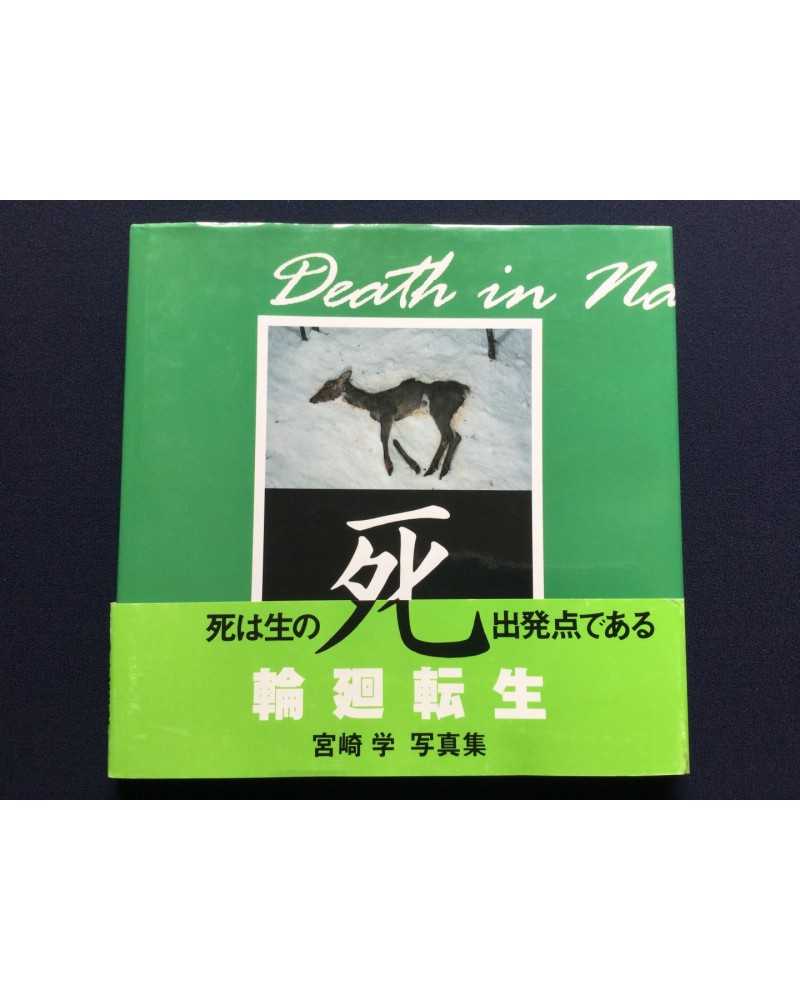 Death in Na
死
死は生の 出発点である
輪廻転生
宮崎 学 写真集